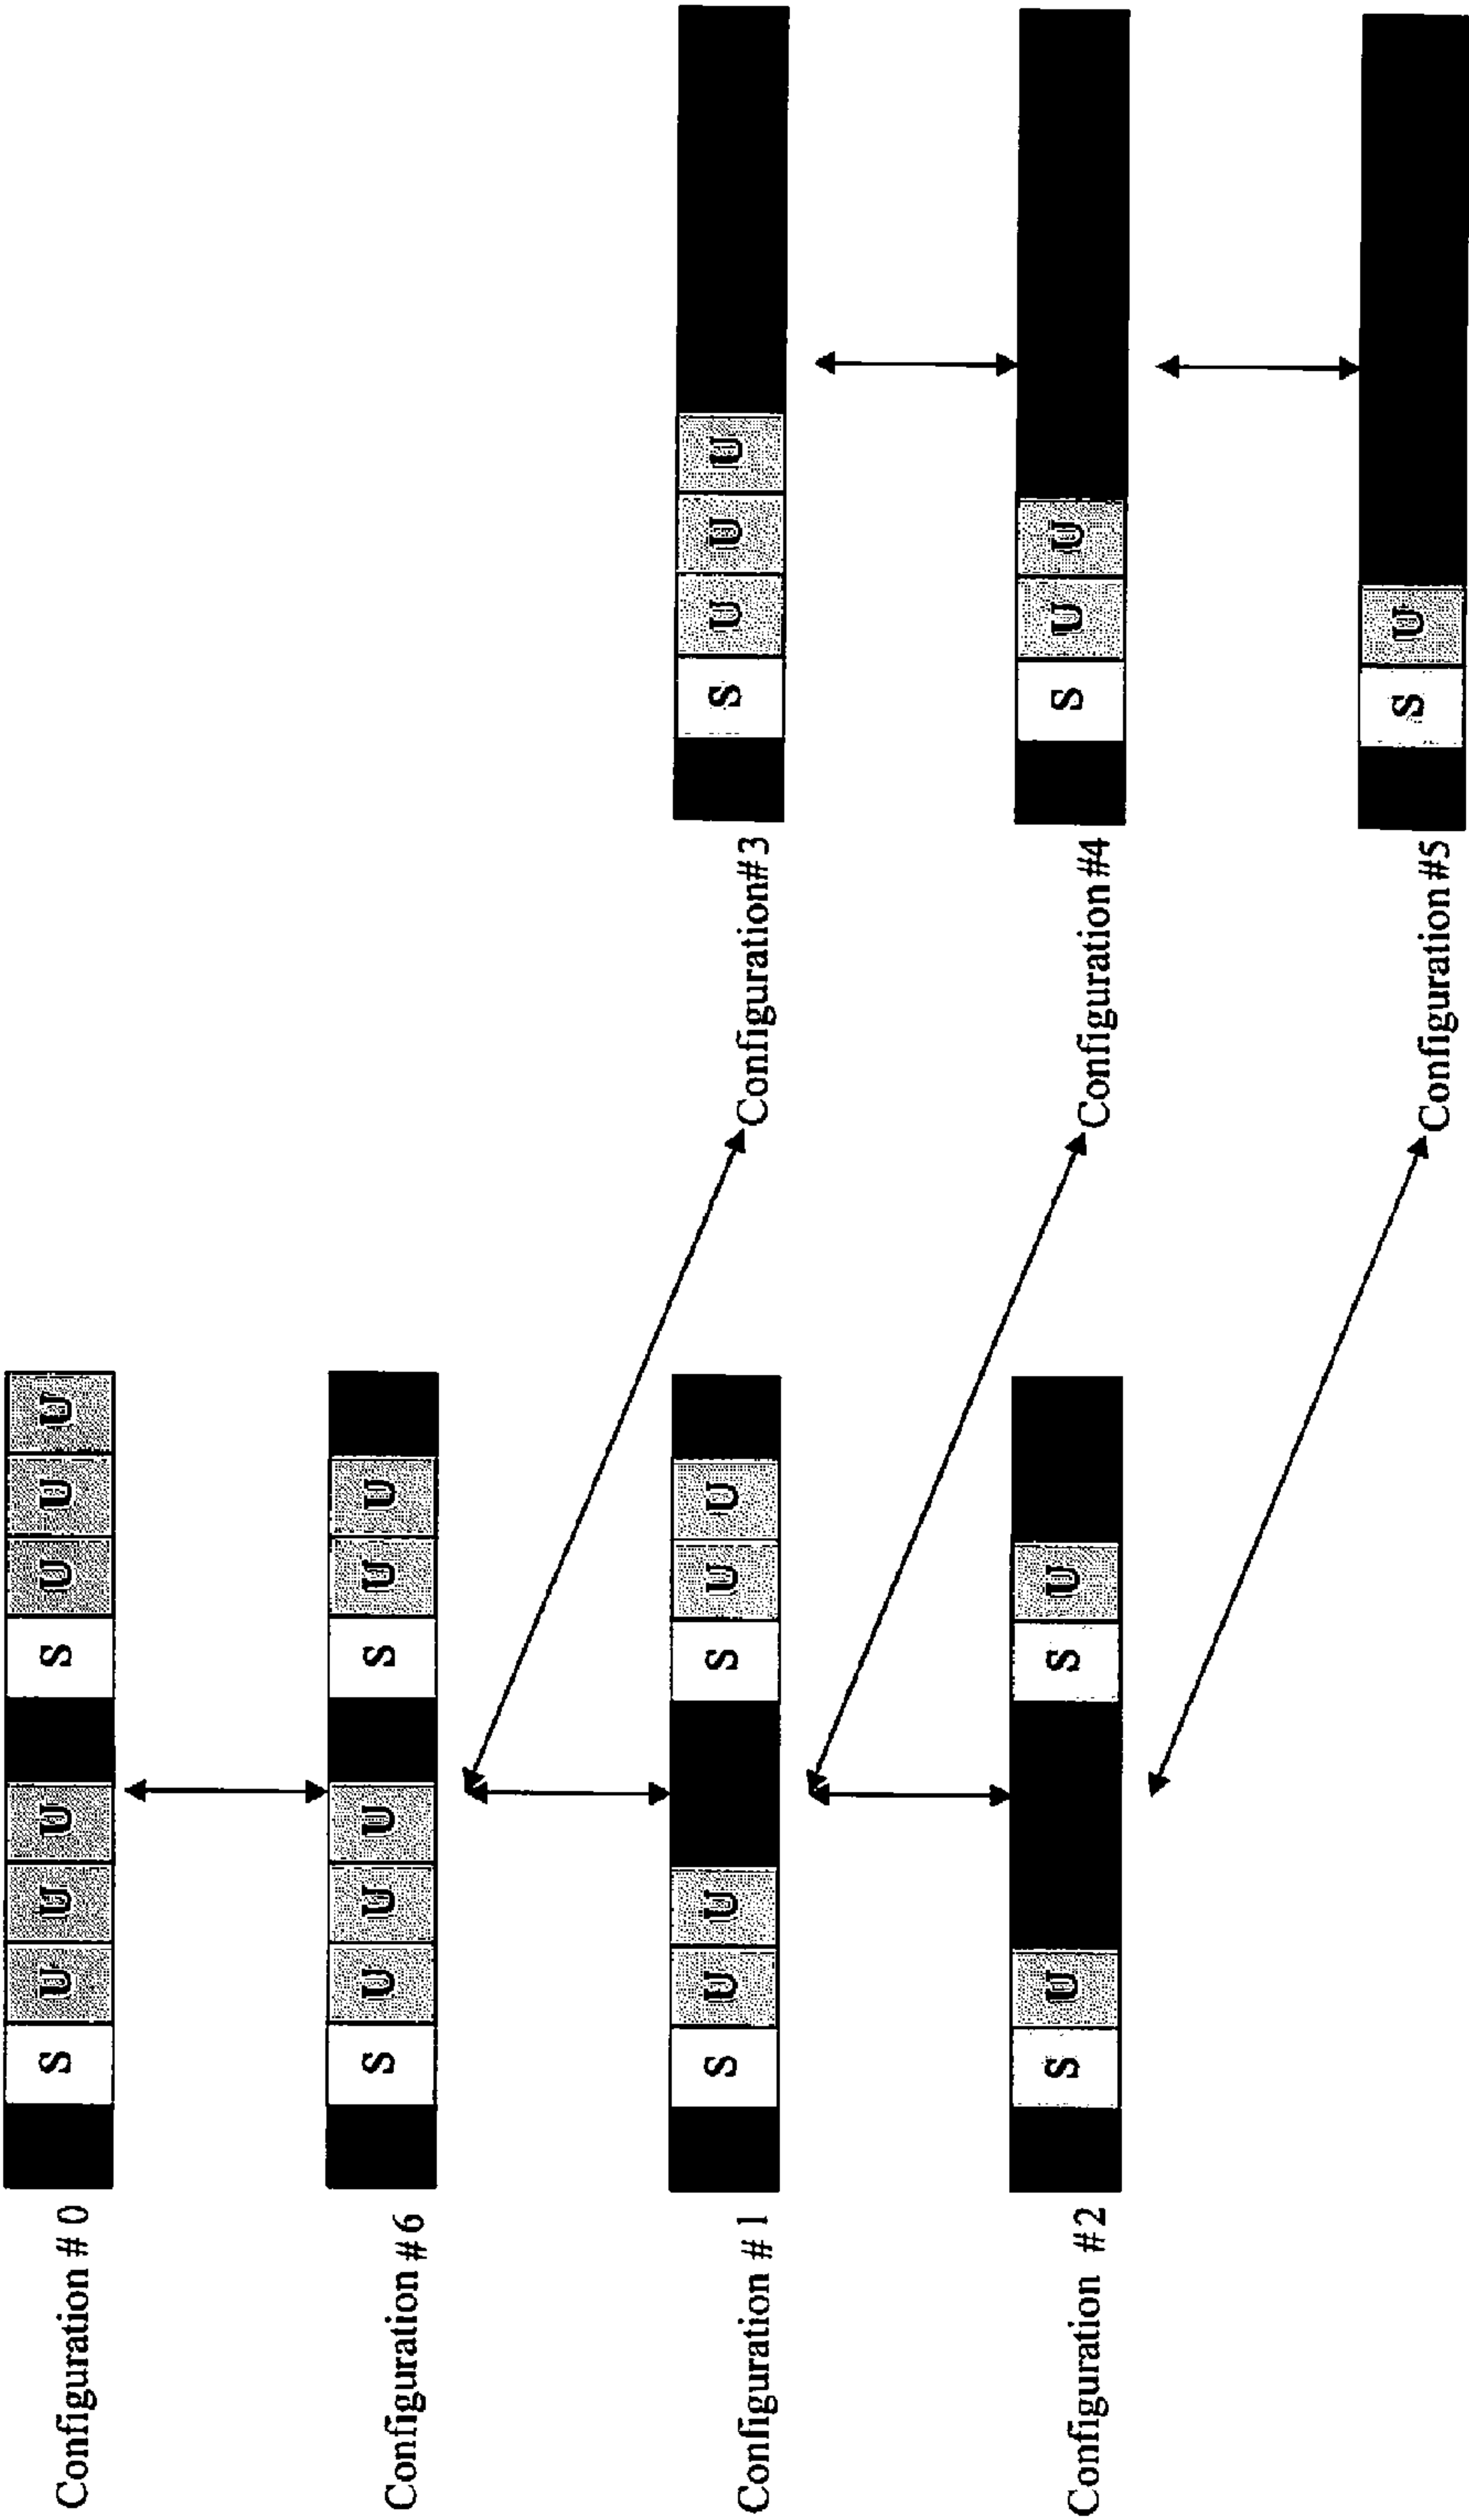 Configuration # 0 S U U U S U U U
Configuration # 6 S U U U S U U
Configuration # 1 S U U S U U
Configuration# 3 S U U U
Configuration # 2 S U S U
Configuration #4 S U U
Configuration #5 S U